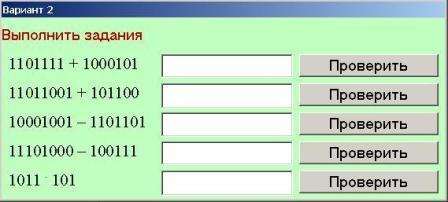 Вариант 2
Выполнить задания
1101111 + 1000101 Проверить
11011001 + 101100 Проверить
10001001 – 1101101 Проверить
11101000 – 100111 Проверить
1011 · 101 Проверить